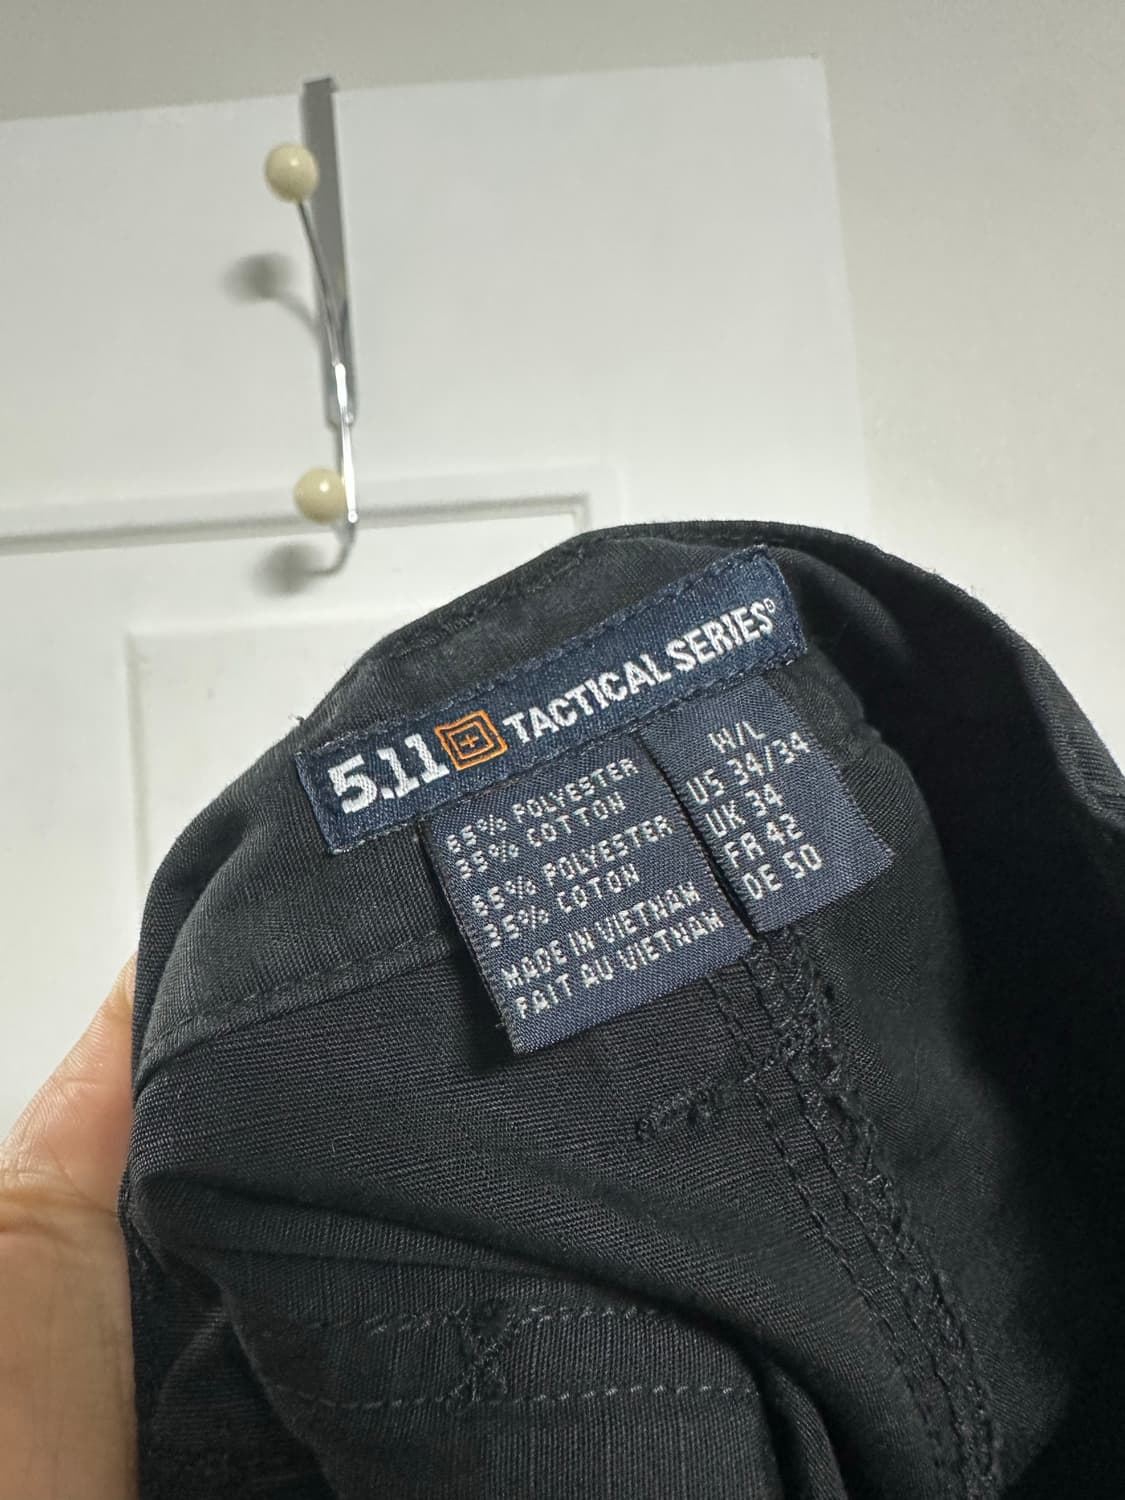 5.11 TACTICAL SERIES®
65% POLYESTER
35% COTTON
65% POLYESTER
35% COTON
MADE IN VIETNAM
FAIT AU VIETNAM
W/L
US 34/34
UK 34
FR 42
DE 50